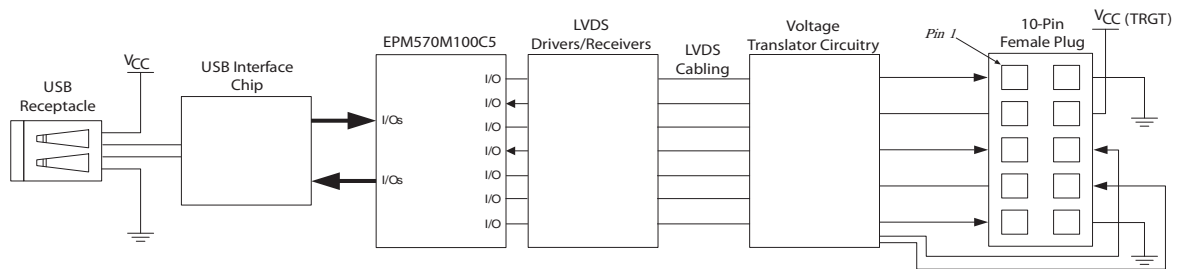 USB
Receptacle
VCC
USB Interface
Chip
EPM570M100C5
I/Os
I/Os
I/O
I/O
I/O
I/O
I/O
I/O
I/O
LVDS
Drivers/Receivers
LVDS
Cabling
Voltage
Translator Circuitry
Pin 1
10-Pin
Female Plug
VCC (TRGT)